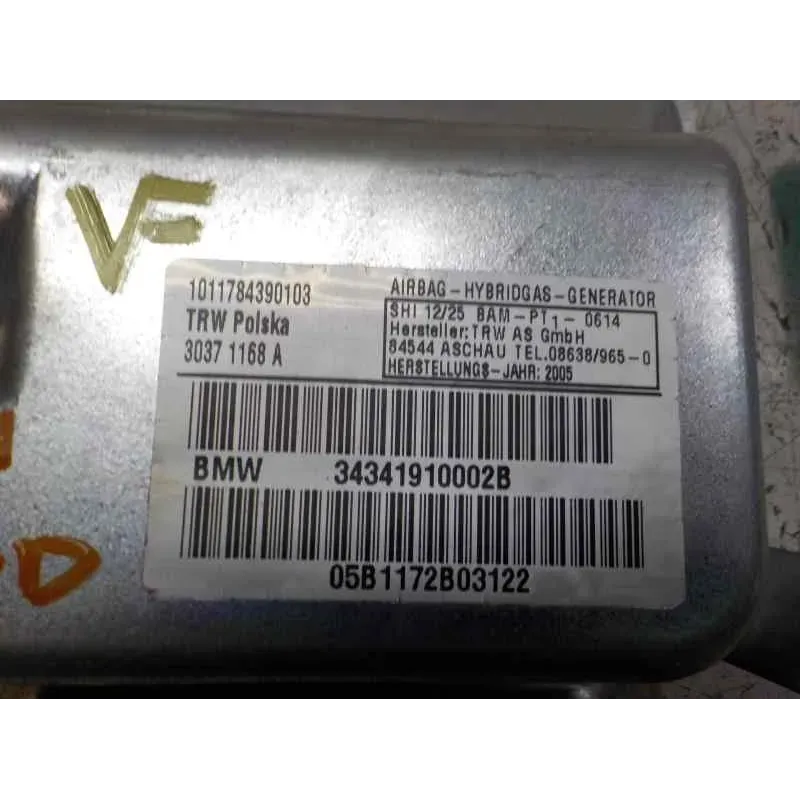 VF
1011784390103
TRW Polska
3037 1168 A
AIRBAG-HYBRIDGAS-GENERATOR
SHI 12/25 BAM-PT1-0614
Hersteller:TRW AS GmbH
84544 ASCHAU TEL.08638/965-0
HERSTELLUNGS-JAHR:2005
BMW 34341910002B
05B1172B03122